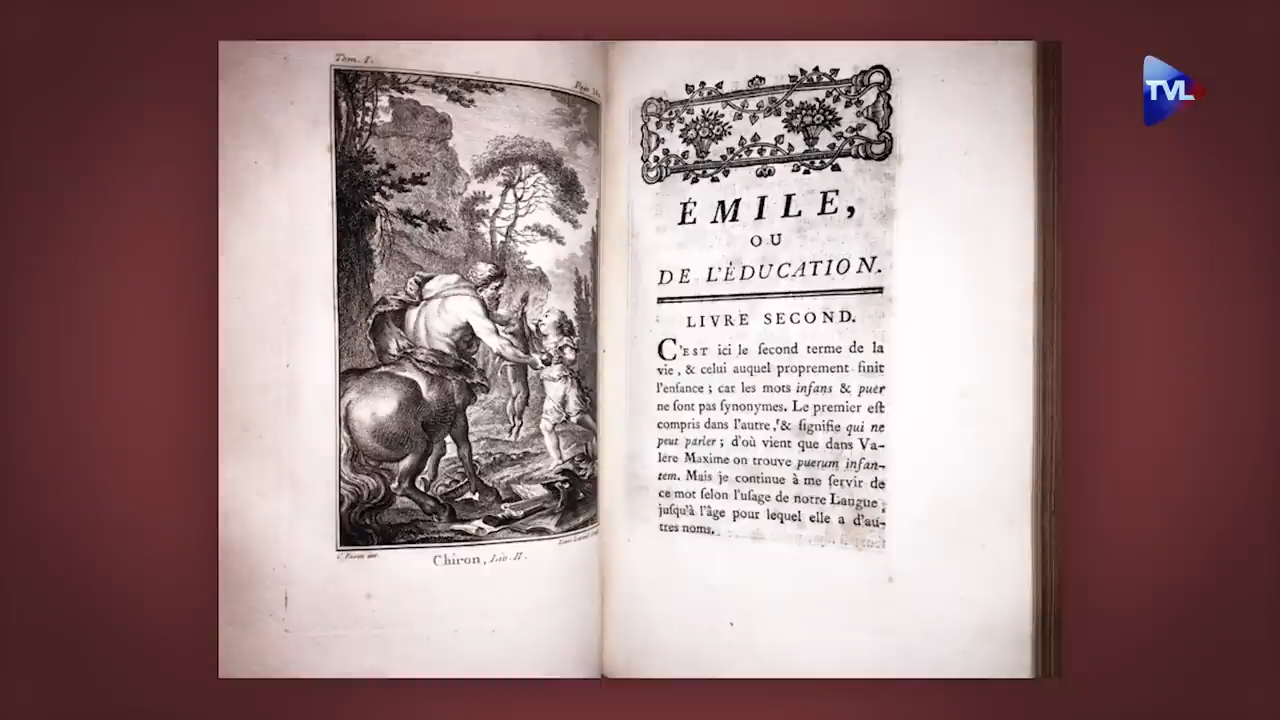 Tom. I.
Chiron, Liv. II.
ÉMILE,
OU
DE L'ÉDUCATION.
LIVRE SECOND.
C'EST ici le ſecond terme de la
vie, & celui auquel proprement finit
l'enfance ; car les mots infans & puer
ne ſont pas ſynonymes. Le premier eſt
compris dans l'autre, & ſignifie qui ne
peut parler ; d'où vient que dans Va-
lère Maxime on trouve puerum infan-
tem. Mais je continue à me ſervir de
ce mot ſelon l'uſage de notre Langue,
juſqu'à l'âge pour lequel elle a d'au-
tres noms.
TVL